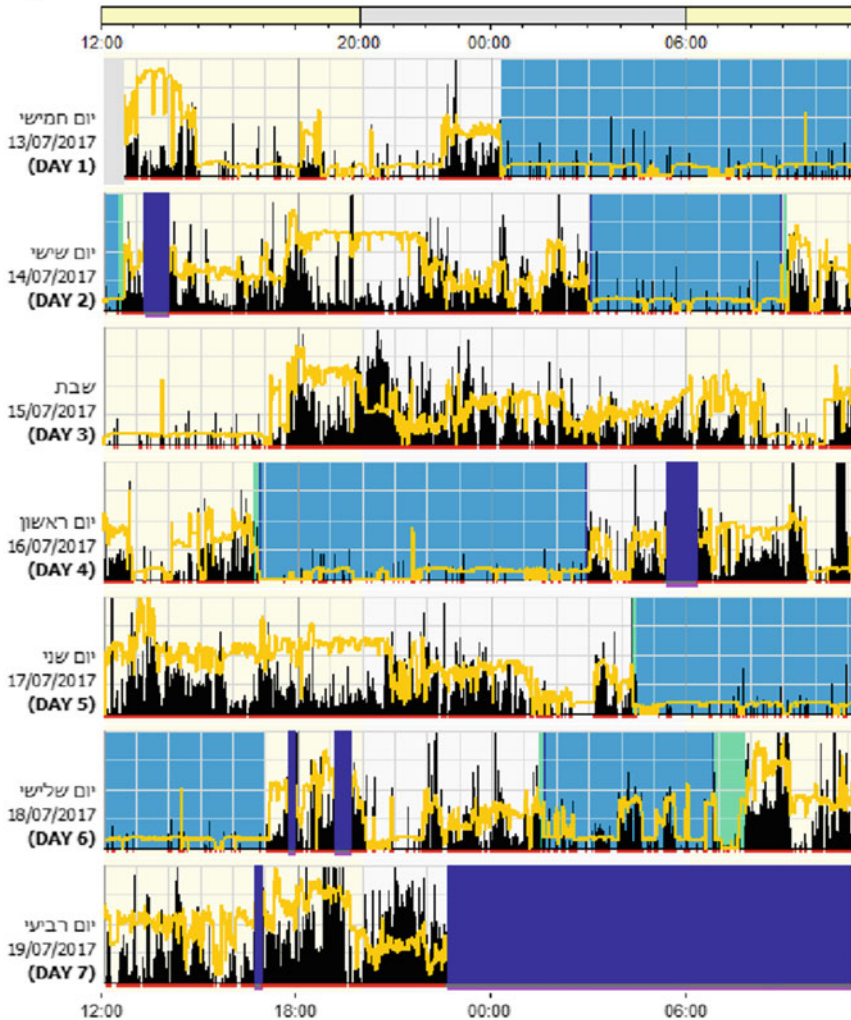 12:00 20:00 00:00 06:00
יום חמישי
13/07/2017
(DAY 1)
יום שישי
14/07/2017
(DAY 2)
שבת
15/07/2017
(DAY 3)
יום ראשון
16/07/2017
(DAY 4)
יום שני
17/07/2017
(DAY 5)
יום שלישי
18/07/2017
(DAY 6)
יום רביעי
19/07/2017
(DAY 7)
12:00 18:00 00:00 06:00